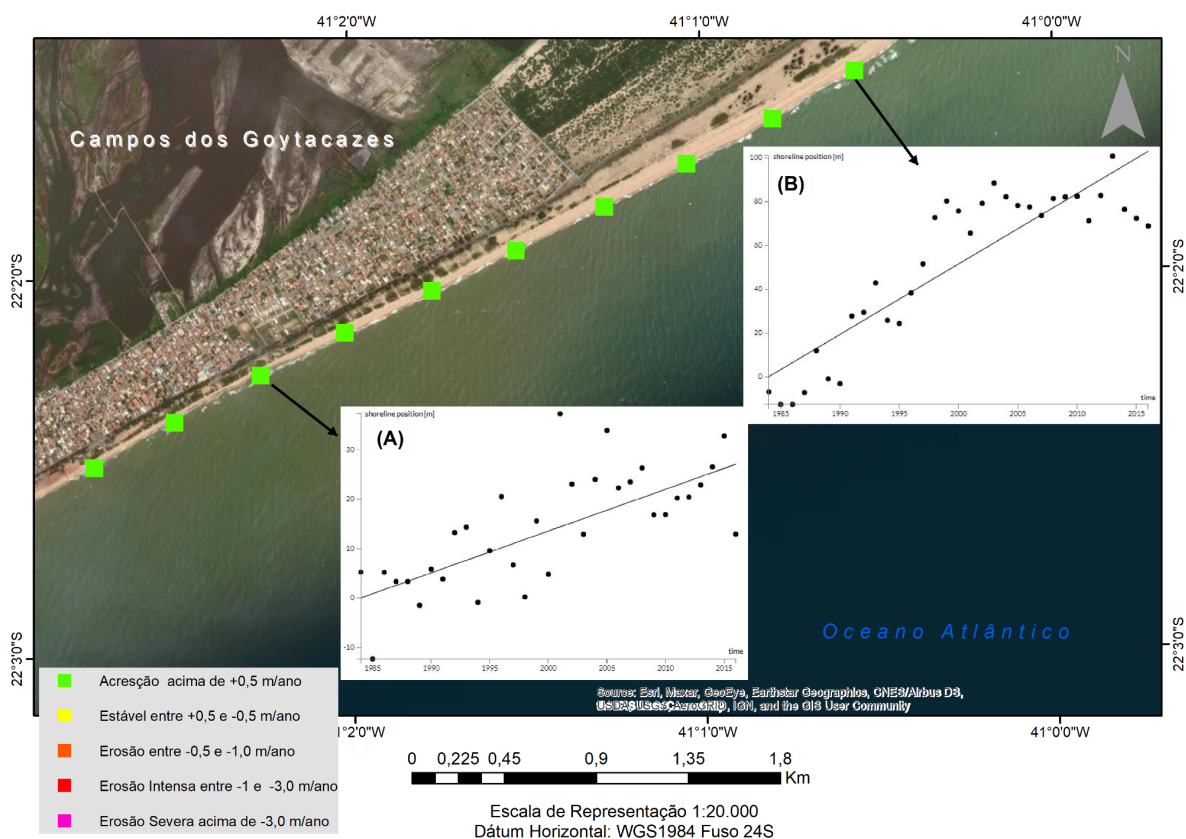 41°2'0"W
41°1'0"W
41°0'0"W
N
Campos dos Goytacazes
22°2'0"S
22°2'0"S
shoreline position [m]
(B)
100
80
60
40
20
0
time
1985
1990
1995
2000
2005
2010
2015
shoreline position [m]
(A)
30
20
10
0
-10
time
1985
1990
1995
2000
2005
2010
2015
Oceano Atlântico
22°3'0"S
22°3'0"S
Source: Esri, Maxar, GeoEye, Earthstar Geographics, CNES/Airbus DS,
USDA, USGS, AeroGRID, IGN, and the GIS User Community
Acresção acima de +0,5 m/ano
Estável entre +0,5 e -0,5 m/ano
Erosão entre -0,5 e -1,0 m/ano
Erosão Intensa entre -1 e -3,0 m/ano
Erosão Severa acima de -3,0 m/ano
41°2'0"W
41°1'0"W
41°0'0"W
0 0,225 0,45 0,9 1,35 1,8
Km
Escala de Representação 1:20.000
Dátum Horizontal: WGS1984 Fuso 24S